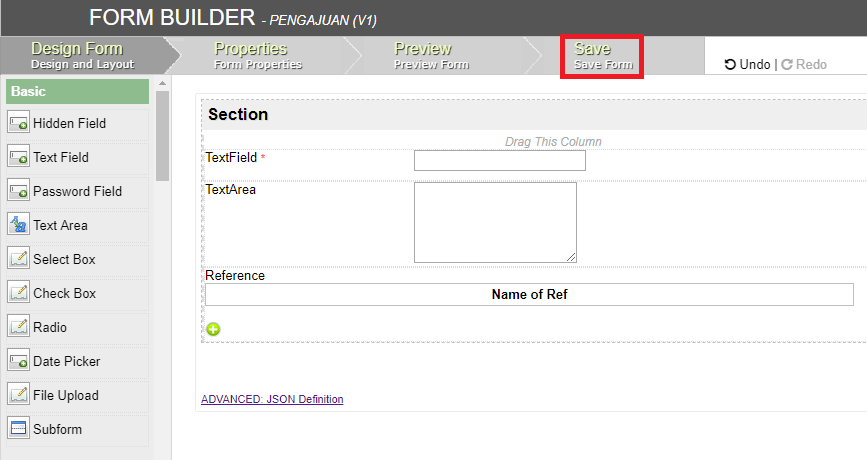 FORM BUILDER - PENGAJUAN (V1)
Design Form
Design and Layout
Properties
Form Properties
Preview
Preview Form
Save
Save Form
Undo | Redo
Basic
Hidden Field
Text Field
Password Field
Text Area
Select Box
Check Box
Radio
Date Picker
File Upload
Subform
Section
Drag This Column
TextField *
TextArea
Reference
Name of Ref
ADVANCED: JSON Definition